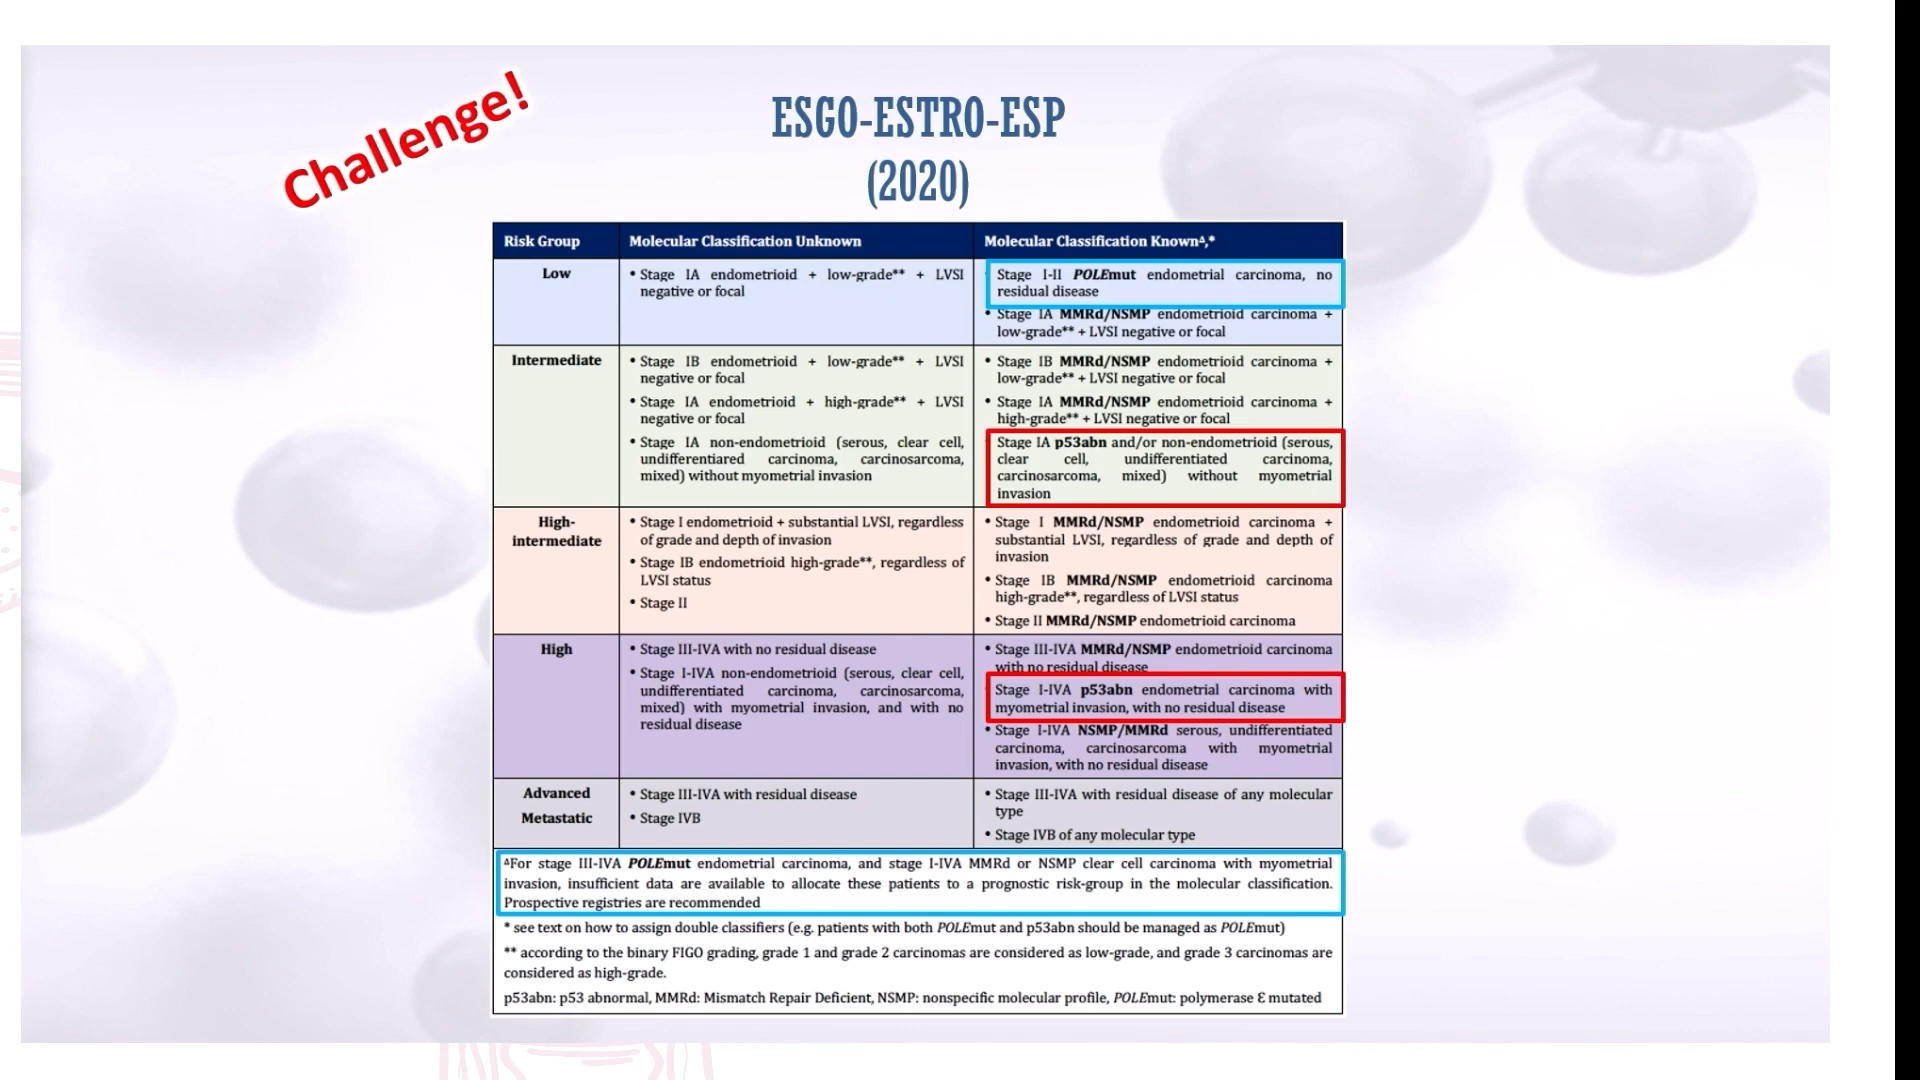 Challenge!
ESGO-ESTRO-ESP
(2020)
Risk Group
Molecular Classification Unknown
Molecular Classification Known∆,*
Low
• Stage IA endometrioid + low-grade** + LVSI
negative or focal
Stage I-II POLEmut endometrial carcinoma, no
residual disease
• Stage IA MMRd/NSMP endometrioid carcinoma +
low-grade** + LVSI negative or focal
Intermediate
• Stage IB endometrioid + low-grade** + LVSI
negative or focal
• Stage IA endometrioid + high-grade** + LVSI
negative or focal
• Stage IA non-endometrioid (serous, clear cell,
undifferentiared carcinoma, carcinosarcoma,
mixed) without myometrial invasion
• Stage IB MMRd/NSMP endometrioid carcinoma +
low-grade** + LVSI negative or focal
• Stage IA MMRd/NSMP endometrioid carcinoma +
high-grade** + LVSI negative or focal
Stage IA p53abn and/or non-endometrioid (serous,
clear cell, undifferentiated carcinoma,
carcinosarcoma, mixed) without myometrial
invasion
High-
intermediate
• Stage I endometrioid + substantial LVSI, regardless
of grade and depth of invasion
• Stage IB endometrioid high-grade**, regardless of
LVSI status
• Stage II
• Stage I MMRd/NSMP endometrioid carcinoma +
substantial LVSI, regardless of grade and depth of
invasion
• Stage IB MMRd/NSMP endometrioid carcinoma
high-grade**, regardless of LVSI status
• Stage II MMRd/NSMP endometrioid carcinoma
High
• Stage III-IVA with no residual disease
• Stage I-IVA non-endometrioid (serous, clear cell,
undifferentiated carcinoma, carcinosarcoma,
mixed) with myometrial invasion, and with no
residual disease
• Stage III-IVA MMRd/NSMP endometrioid carcinoma
with no residual disease
Stage I-IVA p53abn endometrial carcinoma with
myometrial invasion, with no residual disease
• Stage I-IVA NSMP/MMRd serous, undifferentiated
carcinoma, carcinosarcoma with myometrial
invasion, with no residual disease
Advanced
Metastatic
• Stage III-IVA with residual disease
• Stage IVB
• Stage III-IVA with residual disease of any molecular
type
• Stage IVB of any molecular type
∆For stage III-IVA POLEmut endometrial carcinoma, and stage I-IVA MMRd or NSMP clear cell carcinoma with myometrial
invasion, insufficient data are available to allocate these patients to a prognostic risk-group in the molecular classification.
Prospective registries are recommended
* see text on how to assign double classifiers (e.g. patients with both POLEmut and p53abn should be managed as POLEmut)
** according to the binary FIGO grading, grade 1 and grade 2 carcinomas are considered as low-grade, and grade 3 carcinomas are
considered as high-grade.
p53abn: p53 abnormal, MMRd: Mismatch Repair Deficient, NSMP: nonspecific molecular profile, POLEmut: polymerase Ɛ mutated